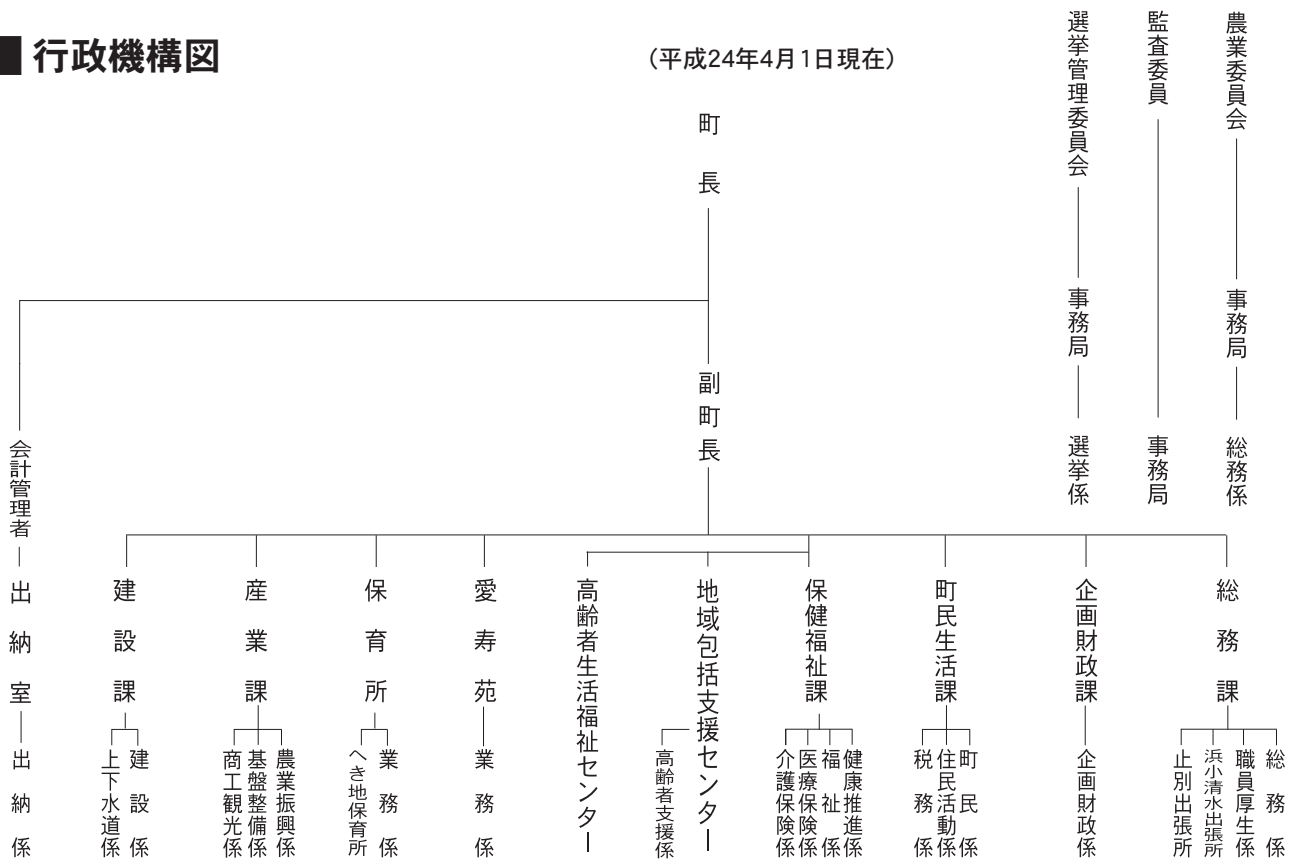 ■ 行政機構図
（平成24年4月1日現在）
農業委員会
事務局
総務係
監査委員
事務局
選挙管理委員会
事務局
選挙係
町長
副町長
総務課
総務係
職員厚生係
浜小清水出張所
止別出張所
企画財政課
企画財政係
町民生活課
町民係
住民活動係
税務係
保健福祉課
健康推進係
福祉係
医療保険係
介護保険係
地域包括支援センター
高齢者支援係
高齢者生活福祉センター
愛寿苑
業務係
保育所
業務係
へき地保育所
産業課
農業振興係
基盤整備係
商工観光係
建設課
建設係
上下水道係
会計管理者
出納室
出納係